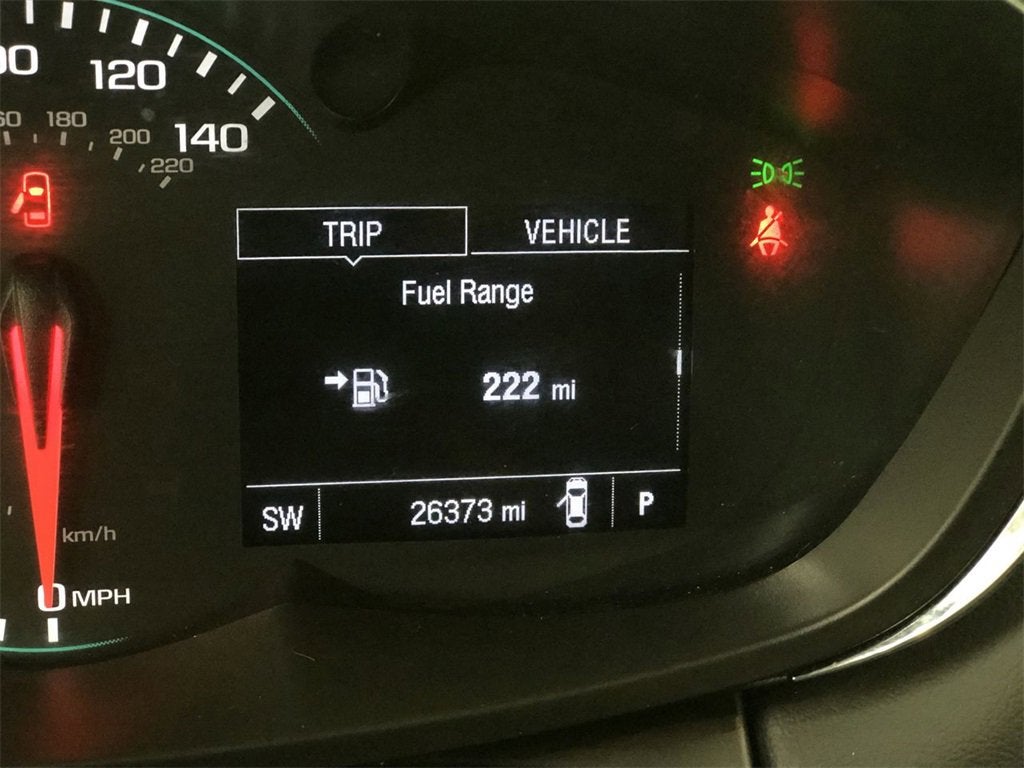 120
180
200
140
220
TRIP
VEHICLE
Fuel Range
222 mi
SW
26373 mi
P
km/h
0 MPH